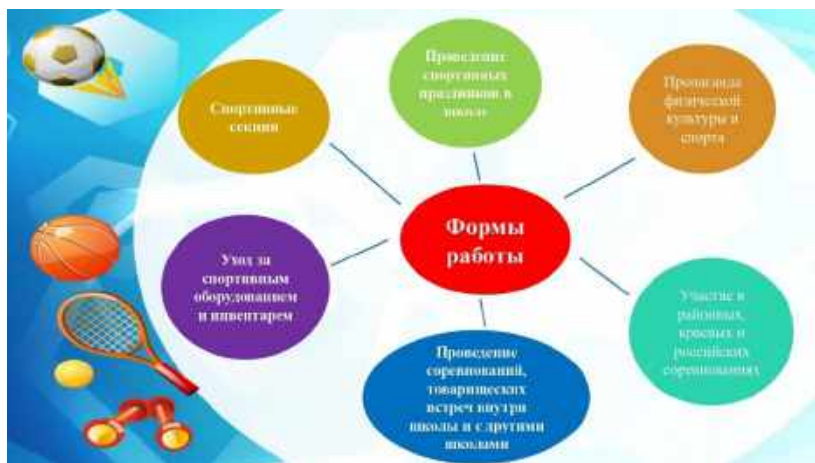 Проведение
спортивных
праздников в
школе
Спортивные
секции
Пропаганда
физической
культуры и
спорта
Формы
работы
Уход за
спортивным
оборудованием
и инвентарем
Участие в
районных,
краевых и
российских
соревнованиях
Проведение
соревнований,
товарищеских
встреч внутри
школы и с другими
школами